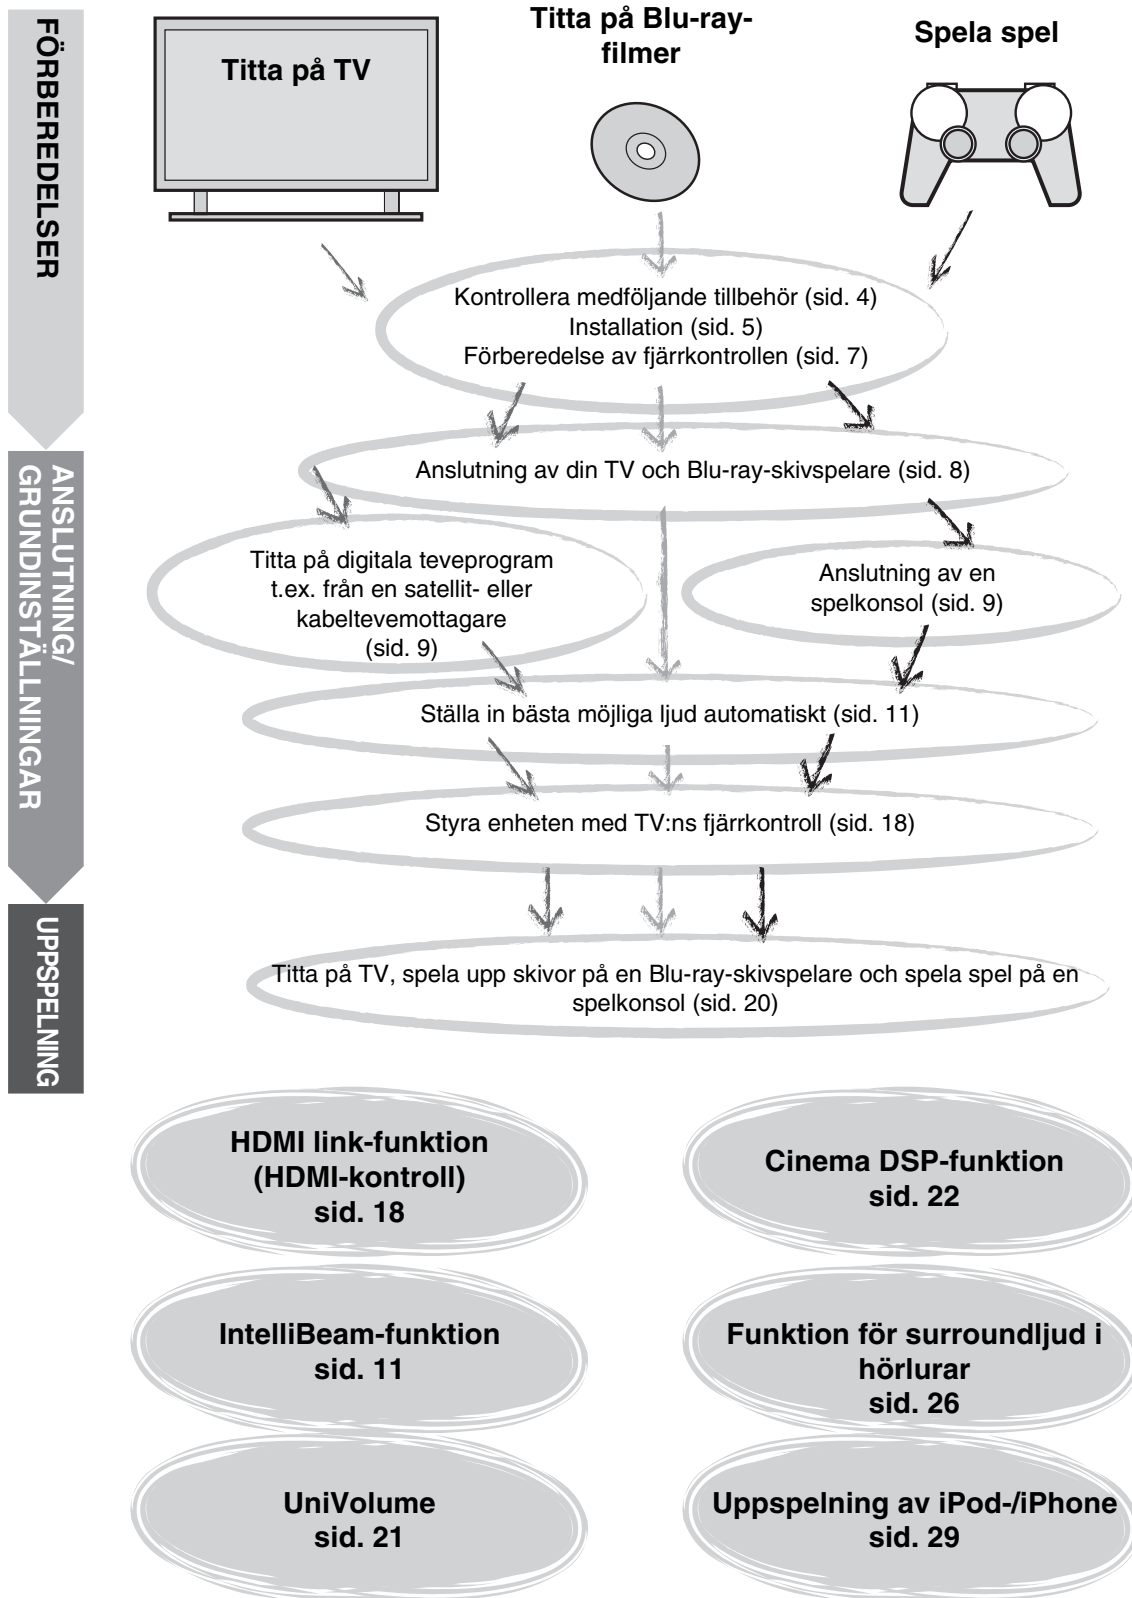 FÖRBEREDELSER
Titta på TV
Titta på Blu-ray-
filmer
Spela spel
Kontrollera medföljande tillbehör (sid. 4)
Installation (sid. 5)
Förberedelse av fjärrkontrollen (sid. 7)
ANSLUTNING/
GRUNDINSTÄLLNINGAR
Anslutning av din TV och Blu-ray-skivspelare (sid. 8)
Titta på digitala teveprogram
t.ex. från en satellit- eller
kabeltevemottagare
(sid. 9)
Anslutning av en
spelkonsol (sid. 9)
Ställa in bästa möjliga ljud automatiskt (sid. 11)
Styra enheten med TV:ns fjärrkontroll (sid. 18)
UPPSPELNING
Titta på TV, spela upp skivor på en Blu-ray-skivspelare och spela spel på en
spelkonsol (sid. 20)
HDMI link-funktion
(HDMI-kontroll)
sid. 18
Cinema DSP-funktion
sid. 22
IntelliBeam-funktion
sid. 11
Funktion för surroundljud i
hörlurar
sid. 26
UniVolume
sid. 21
Uppspelning av iPod-/iPhone
sid. 29